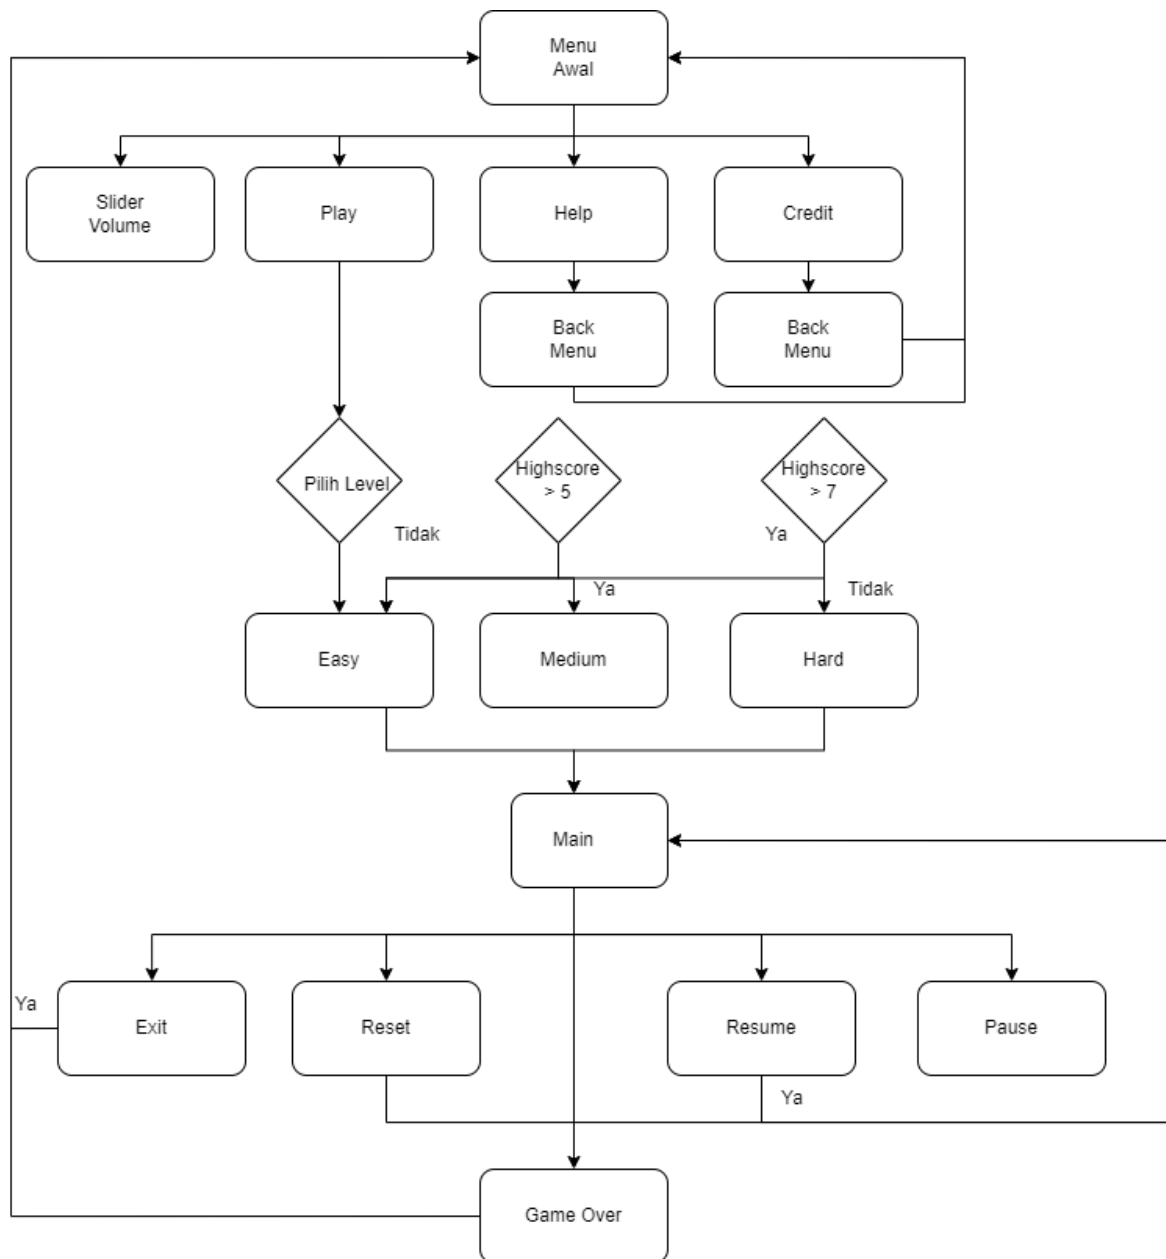 Menu
Awal
Slider
Volume
Play
Help
Credit
Back
Menu
Back
Menu
Pilih Level
Highscore
> 5
Highscore
> 7
Tidak
Ya
Ya
Tidak
Easy
Medium
Hard
Main
Ya
Exit
Reset
Resume
Pause
Ya
Game Over